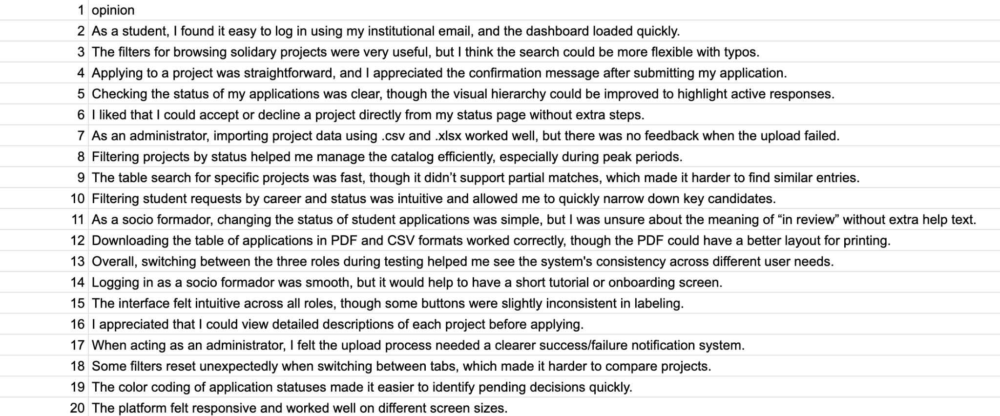 1 opinion
2 As a student, I found it easy to log in using my institutional email, and the dashboard loaded quickly.
3 The filters for browsing solidary projects were very useful, but I think the search could be more flexible with typos.
4 Applying to a project was straightforward, and I appreciated the confirmation message after submitting my application.
5 Checking the status of my applications was clear, though the visual hierarchy could be improved to highlight active responses.
6 I liked that I could accept or decline a project directly from my status page without extra steps.
7 As an administrator, importing project data using .csv and .xlsx worked well, but there was no feedback when the upload failed.
8 Filtering projects by status helped me manage the catalog efficiently, especially during peak periods.
9 The table search for specific projects was fast, though it didn’t support partial matches, which made it harder to find similar entries.
10 Filtering student requests by career and status was intuitive and allowed me to quickly narrow down key candidates.
11 As a socio formador, changing the status of student applications was simple, but I was unsure about the meaning of “in review” without extra help text.
12 Downloading the table of applications in PDF and CSV formats worked correctly, though the PDF could have a better layout for printing.
13 Overall, switching between the three roles during testing helped me see the system's consistency across different user needs.
14 Logging in as a socio formador was smooth, but it would help to have a short tutorial or onboarding screen.
15 The interface felt intuitive across all roles, though some buttons were slightly inconsistent in labeling.
16 I appreciated that I could view detailed descriptions of each project before applying.
17 When acting as an administrator, I felt the upload process needed a clearer success/failure notification system.
18 Some filters reset unexpectedly when switching between tabs, which made it harder to compare projects.
19 The color coding of application statuses made it easier to identify pending decisions quickly.
20 The platform felt responsive and worked well on different screen sizes.